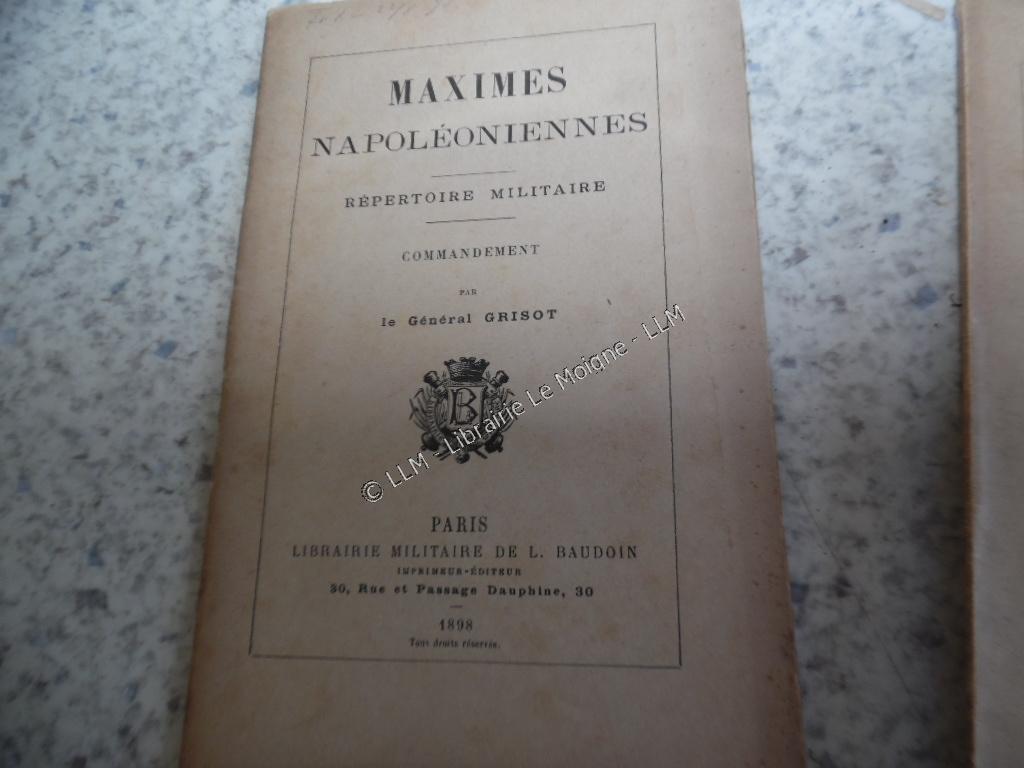 MAXIMES
NAPOLÉONIENNES
RÉPERTOIRE MILITAIRE
COMMANDEMENT
PAR
le Général GRISOT
B
© LLM - Librairie Le Moigne - LLM
PARIS
LIBRAIRIE MILITAIRE DE L. BAUDOIN
IMPRIMEUR-ÉDITEUR
30, Rue et Passage Dauphine, 30
1898
Tous droits réservés.